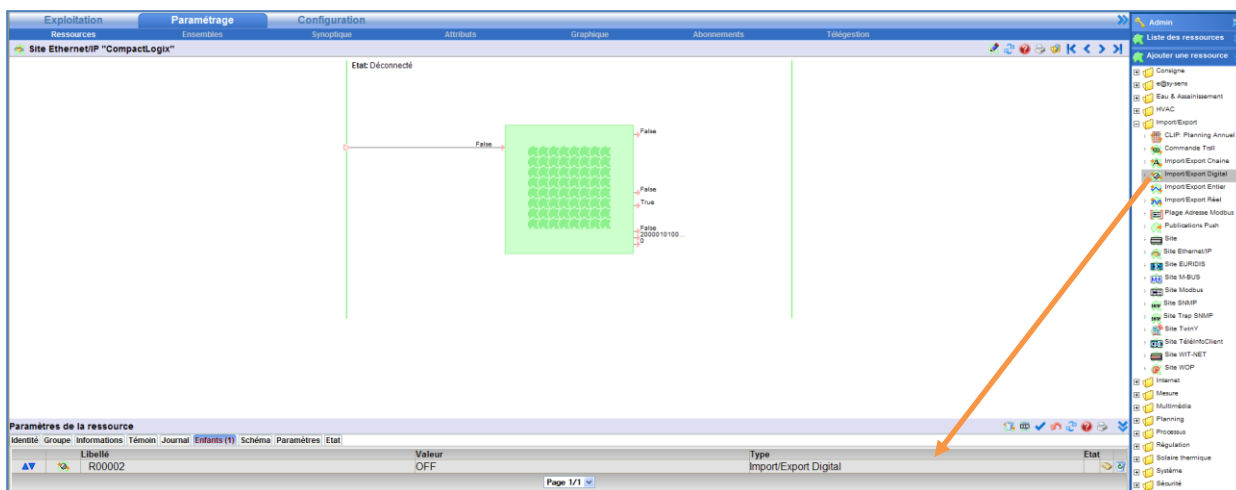 Exploitation Paramétrage Configuration
Ressources Ensembles Synoptique Attributs Graphique Abonnements Télégestion
Site Ethernet/IP "CompactLogix"
Etat: Déconnecté
False
False
False
True
False
2000010100...
0
Paramètres de la ressource
Identité Groupe Informations Témoin Journal Enfants (1) Schéma Paramètres Etat
Libellé Valeur Type Etat
R00002 OFF Import/Export Digital
Page 1/1
Admin
Liste des ressources
Ajouter une ressource
Consigne
e@sy-sens
Eau & Assainissement
HVAC
Import/Export
CLIP: Planning Annuel
Commande Troll
Import/Export Chaine
Import/Export Digital
Import/Export Entier
Import/Export Réel
Plage Adresse Modbus
Publications Push
Site
Site Ethernet/IP
Site EURIDIS
Site M-BUS
Site Modbus
Site SNMP
Site Trap SNMP
Site TwinY
Site TéléInfoClient
Site WIT-NET
Site WOP
Internet
Mesure
Multimédia
Planning
Processus
Régulation
Solaire thermique
Système
Sécurité